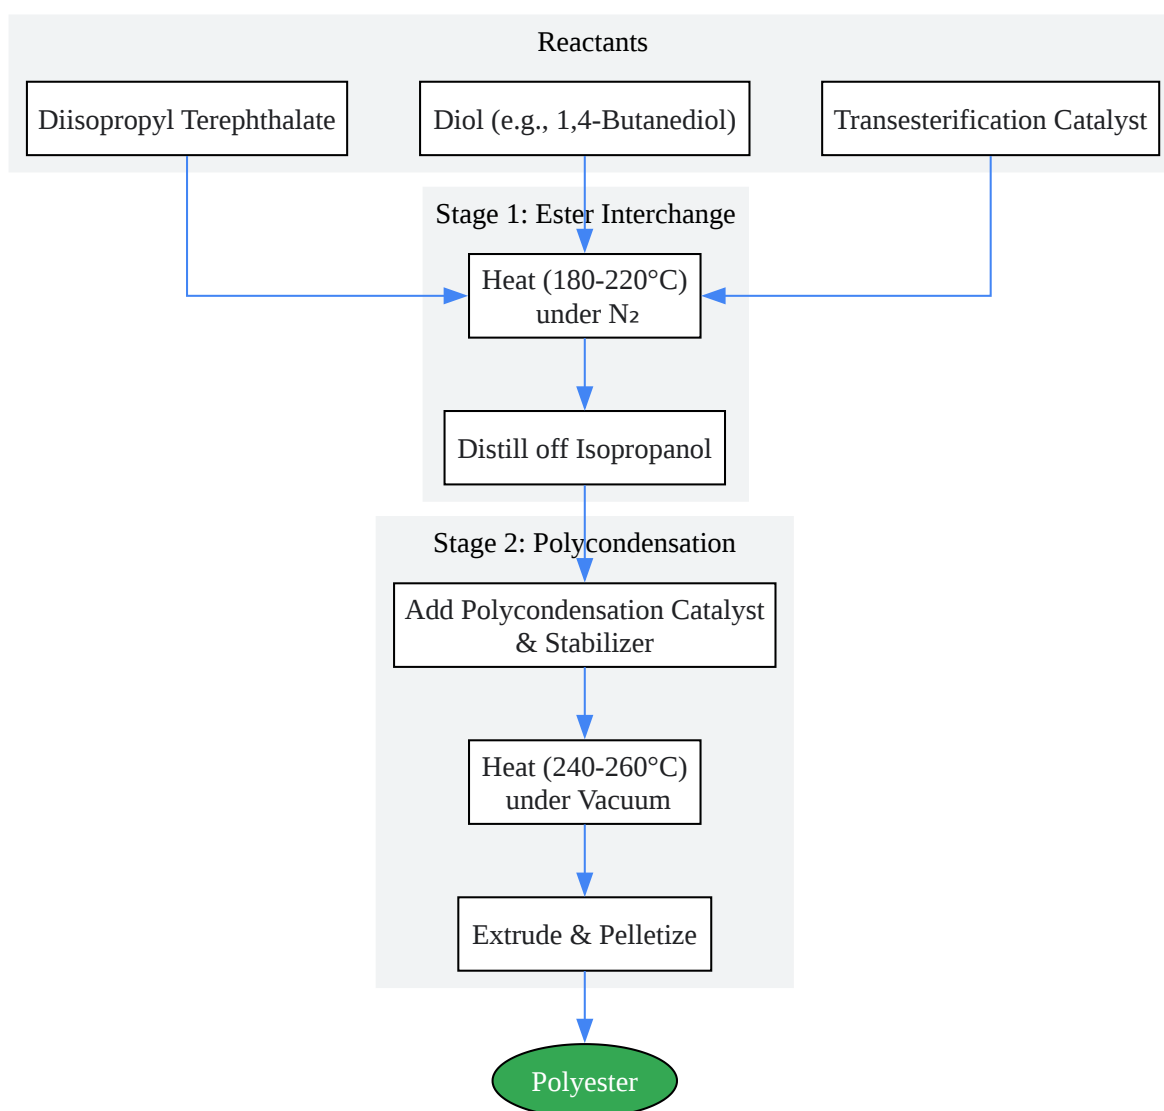 Reactants
Diisopropyl Terephthalate
Diol (e.g., 1,4-Butanediol)
Transesterification Catalyst
Stage 1: Ester Interchange
Heat (180-220°C)
under N₂
Distill off Isopropanol
Stage 2: Polycondensation
Add Polycondensation Catalyst
& Stabilizer
Heat (240-260°C)
under Vacuum
Extrude & Pelletize
Polyester